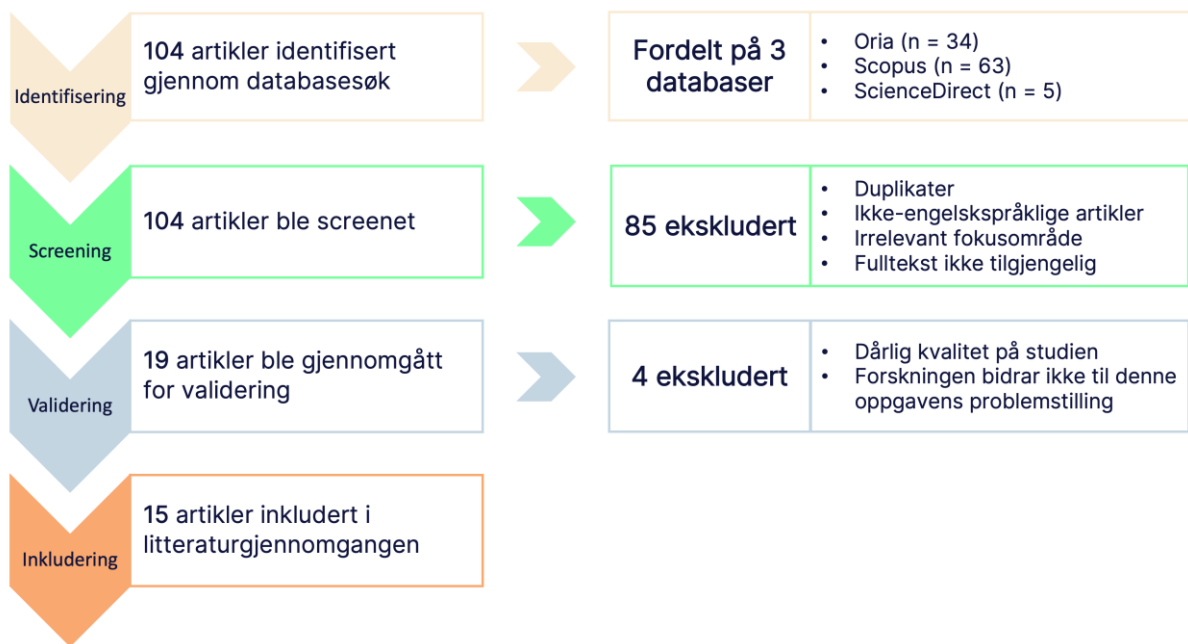 Identifisering
104 artikler identifisert
gjennom databasesøk
Fordelt på 3
databaser
• Oria (n = 34)
• Scopus (n = 63)
• ScienceDirect (n = 5)
Screening
104 artikler ble screenet
85 ekskludert
• Duplikater
• Ikke-engelskspråklige artikler
• Irrelevant fokusområde
• Fulltekst ikke tilgjengelig
Validering
19 artikler ble gjennomgått
for validering
4 ekskludert
• Dårlig kvalitet på studien
• Forskningen bidrar ikke til denne
oppgavens problemstilling
Inkludering
15 artikler inkludert i
litteraturgjennomgangen